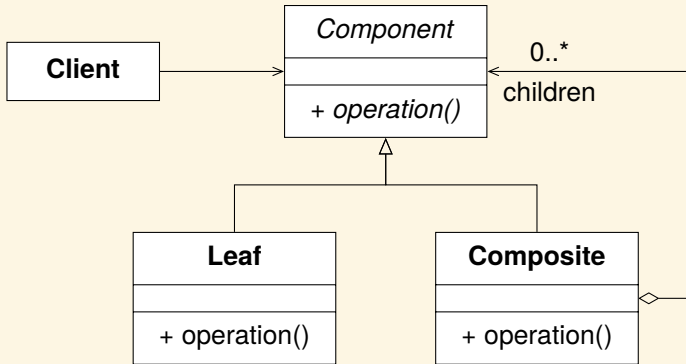 Component
Client
0..*
children
+ operation()
Leaf
Composite
+ operation()
+ operation()